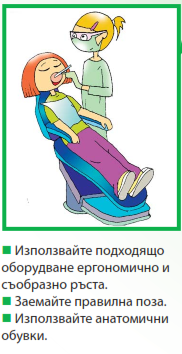 ■ Използвайте подходящо
оборудване ергономично и
съобразно ръста.
■ Заемайте правилна поза.
■ Използвайте анатомични
обувки.